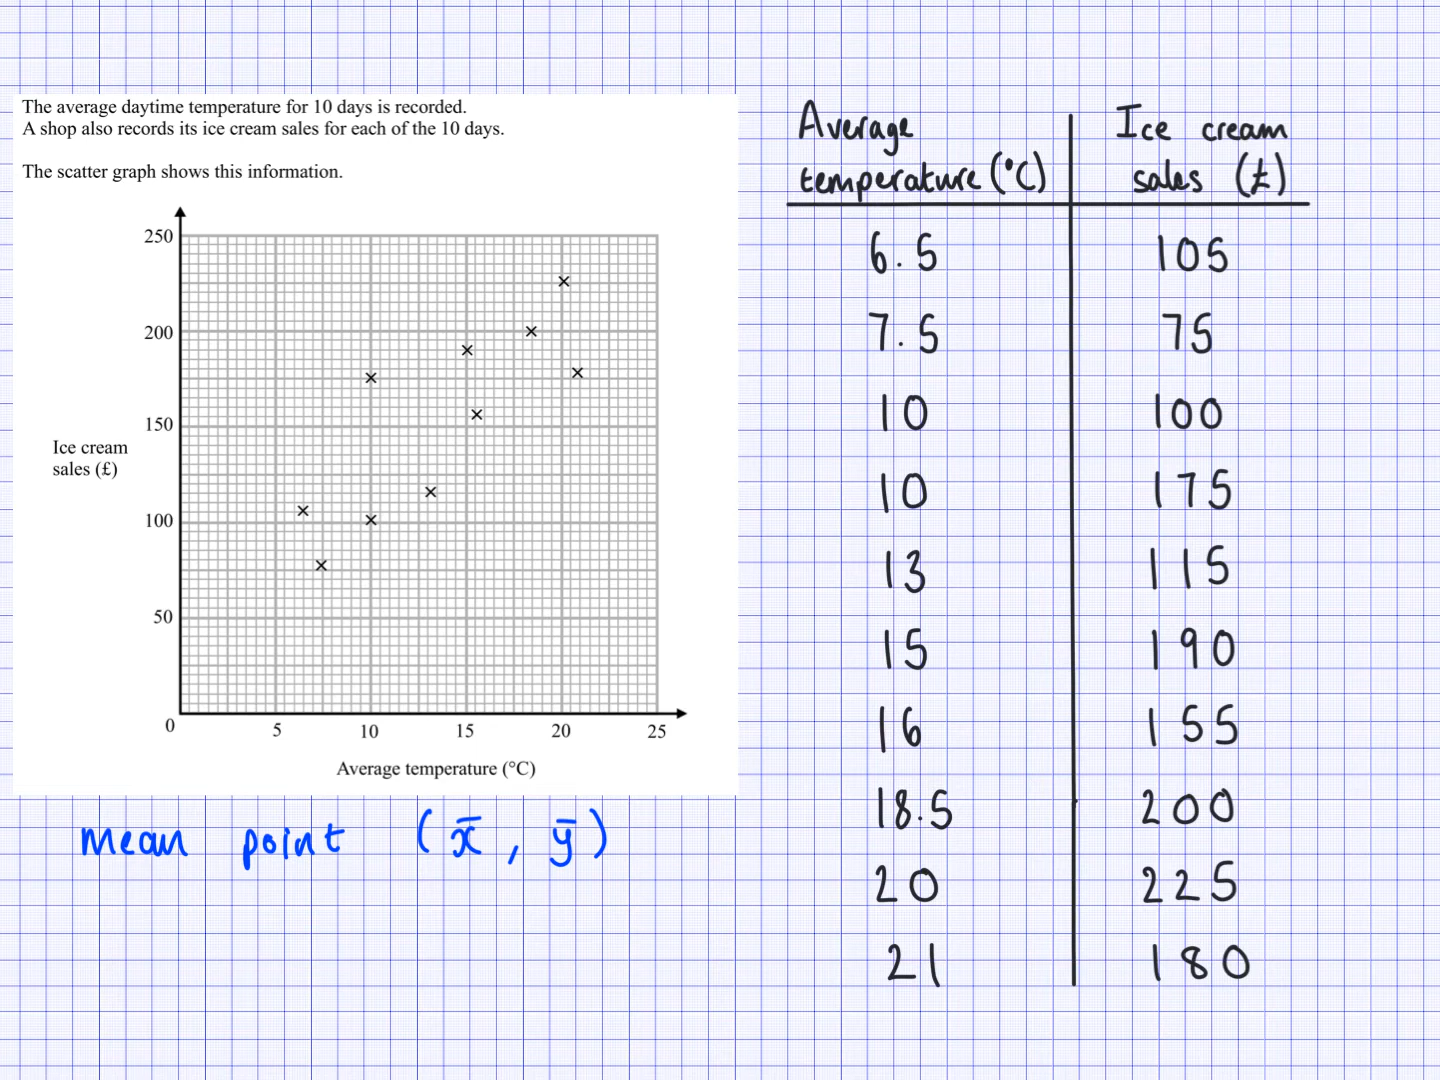 The average daytime temperature for 10 days is recorded.
A shop also records its ice cream sales for each of the 10 days.
The scatter graph shows this information.
250
200
150
Ice cream
sales (£)
100
50
0
5 10 15 20 25
Average temperature (°C)
mean point (x̄, ȳ)
Average Ice cream
temperature (°C) sales (£)
6.5 105
7.5 75
10 100
10 175
13 115
15 190
16 155
18.5 200
20 225
21 180